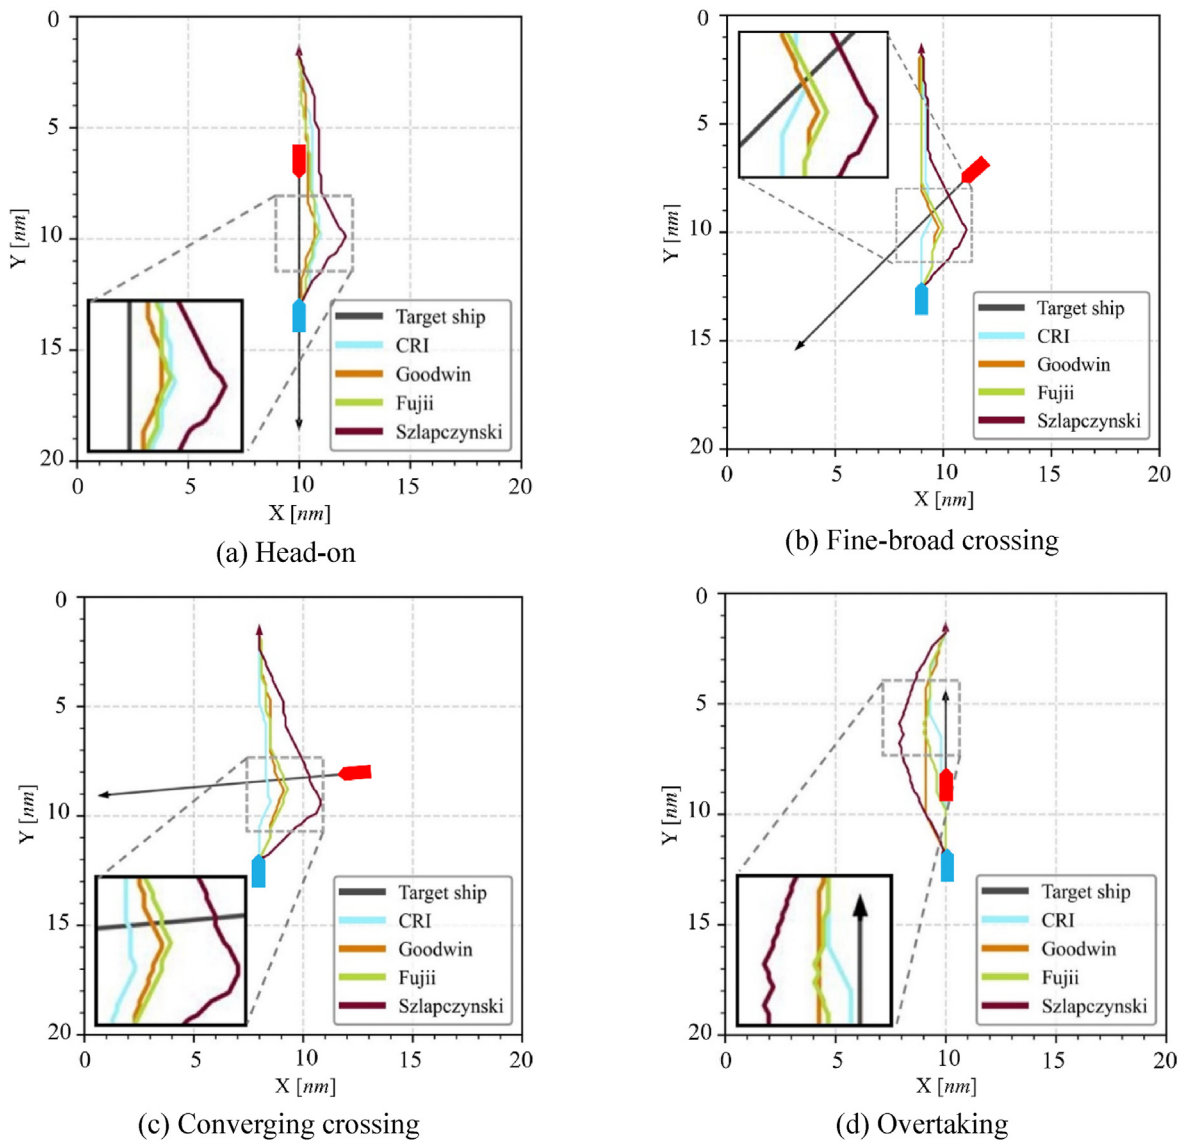 0
5
10
15
20
Y [nm]
Target ship
CRI
Goodwin
Fujii
Szlapczynski
0 5 10 15 20
X [nm]
(a) Head-on
0
5
10
15
20
Y [nm]
Target ship
CRI
Goodwin
Fujii
Szlapczynski
0 5 10 15 20
X [nm]
(b) Fine-broad crossing
0
5
10
15
20
Y [nm]
Target ship
CRI
Goodwin
Fujii
Szlapczynski
0 5 10 15 20
X [nm]
(c) Converging crossing
0
5
10
15
20
Y [nm]
Target ship
CRI
Goodwin
Fujii
Szlapczynski
0 5 10 15 20
X [nm]
(d) Overtaking